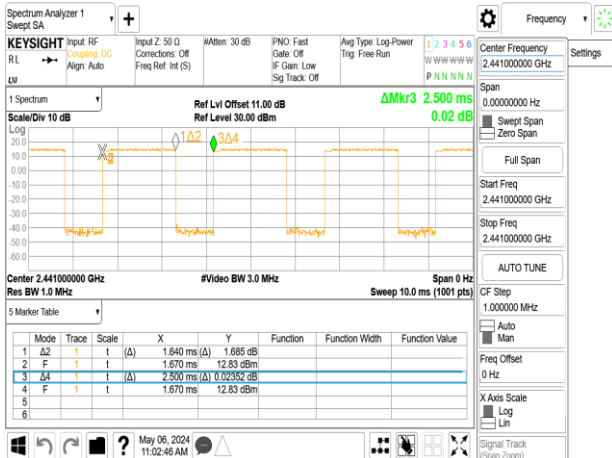 Spectrum Analyzer 1
Swept SA
Frequency
KEYSIGHT
RL
Input: RF
Coupling: DC
Align: Auto
Input Z: 50 Ω
Corrections: Off
Freq Ref: Int (S)
#Atten: 30 dB
PNO: Fast
Gate: Off
IF Gain: Low
Sig Track: Off
Avg Type: Log-Power
Trig: Free Run
1 2 3 4 5 6
W W W W W W
P N N N N N
1 Spectrum
Scale/Div 10 dB
Ref Lvl Offset 11.00 dB
Ref Level 30.00 dBm
ΔMkr3 2.500 ms
0.02 dB
Log
20.0
10.0
0.00
-10.0
-20.0
-30.0
-40.0
-50.0
-60.0
1Δ2
3Δ4
Center 2.441000000 GHz
Res BW 1.0 MHz
#Video BW 3.0 MHz
Span 0 Hz
Sweep 10.0 ms (1001 pts)
5 Marker Table
Mode Trace Scale X Y Function Function Width Function Value
1 Δ2 1 t (Δ) 1.640 ms (Δ) 1.685 dB
2 F 1 t 1.670 ms 12.83 dBm
3 Δ4 1 t (Δ) 2.500 ms (Δ) 0.02352 dB
4 F 1 t 1.670 ms 12.83 dBm
5
6
May 06, 2024
11:02:46 AM
Center Frequency
2.441000000 GHz
Span
0.00000000 Hz
Swept Span
Zero Span
Full Span
Start Freq
2.441000000 GHz
Stop Freq
2.441000000 GHz
AUTO TUNE
CF Step
1.000000 MHz
Auto
Man
Freq Offset
0 Hz
X Axis Scale
Log
Lin
Signal Track
(Span Zoom)
Settings